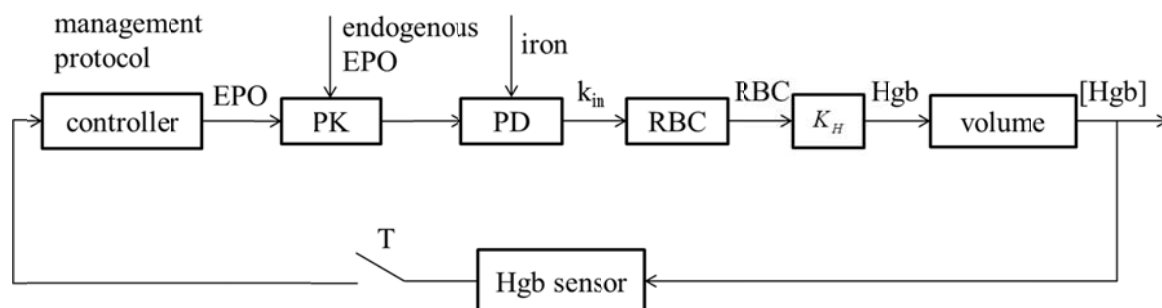 management
protocol
endogenous
EPO
iron
EPO
k_in
RBC
Hgb
[Hgb]
controller
PK
PD
RBC
K_H
volume
T
Hgb sensor